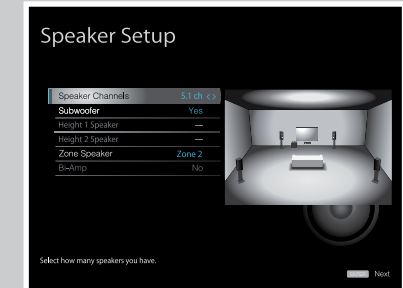 Speaker Setup
Speaker Channels 5.1 ch < >
Subwoofer Yes
Height 1 Speaker —
Height 2 Speaker —
Zone Speaker Zone 2
Bi-Amp No
Select how many speakers you have.
ENTER Next